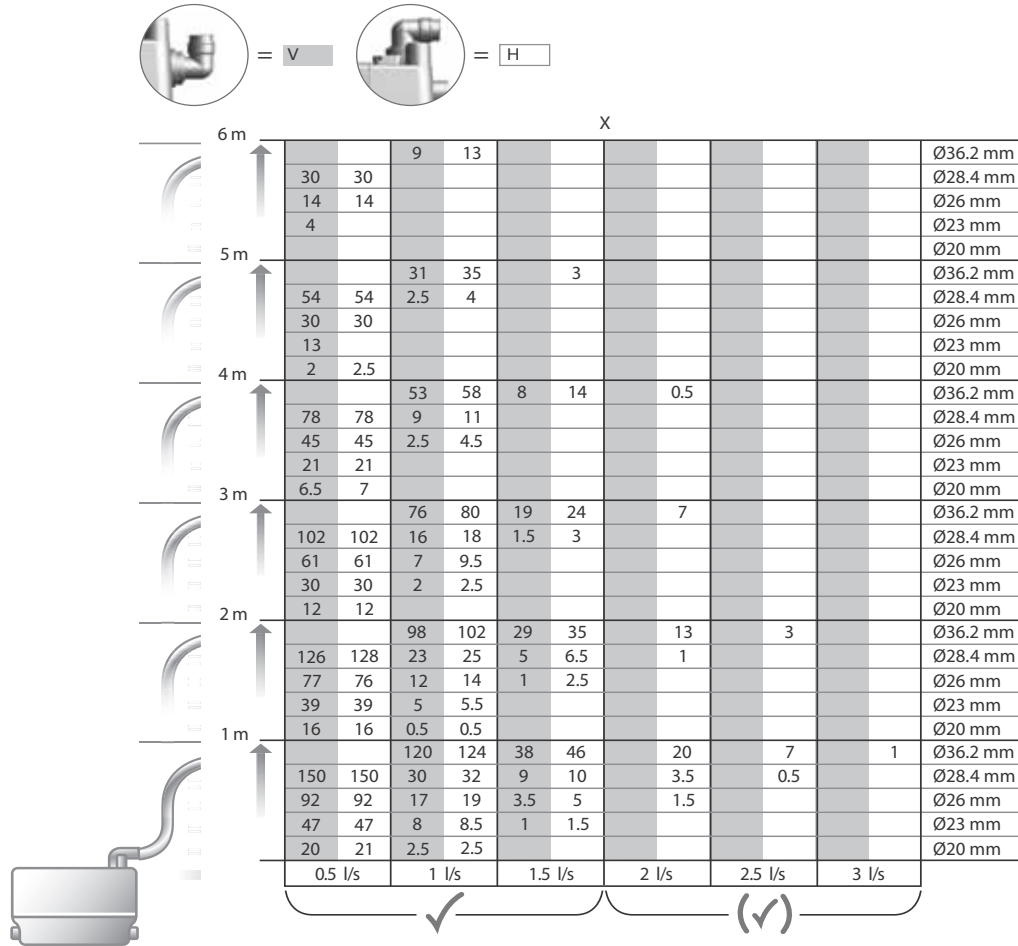 = V = H
X
6 m
9 13 Ø36.2 mm
30 30 Ø28.4 mm
14 14 Ø26 mm
4 Ø23 mm
Ø20 mm
5 m
31 35 3 Ø36.2 mm
54 54 2.5 4 Ø28.4 mm
30 30 Ø26 mm
13 Ø23 mm
2 2.5 Ø20 mm
4 m
53 58 8 14 0.5 Ø36.2 mm
78 78 9 11 Ø28.4 mm
45 45 2.5 4.5 Ø26 mm
21 21 Ø23 mm
6.5 7 Ø20 mm
3 m
76 80 19 24 7 Ø36.2 mm
102 102 16 18 1.5 3 Ø28.4 mm
61 61 7 9.5 Ø26 mm
30 30 2 2.5 Ø23 mm
12 12 Ø20 mm
2 m
98 102 29 35 13 3 Ø36.2 mm
126 128 23 25 5 6.5 1 Ø28.4 mm
77 76 12 14 1 2.5 Ø26 mm
39 39 5 5.5 Ø23 mm
16 16 0.5 0.5 Ø20 mm
1 m
120 124 38 46 20 7 1 Ø36.2 mm
150 150 30 32 9 10 3.5 0.5 Ø28.4 mm
92 92 17 19 3.5 5 1.5 Ø26 mm
47 47 8 8.5 1 1.5 Ø23 mm
20 21 2.5 2.5 Ø20 mm
0.5 l/s 1 l/s 1.5 l/s 2 l/s 2.5 l/s 3 l/s
✓ (✓)